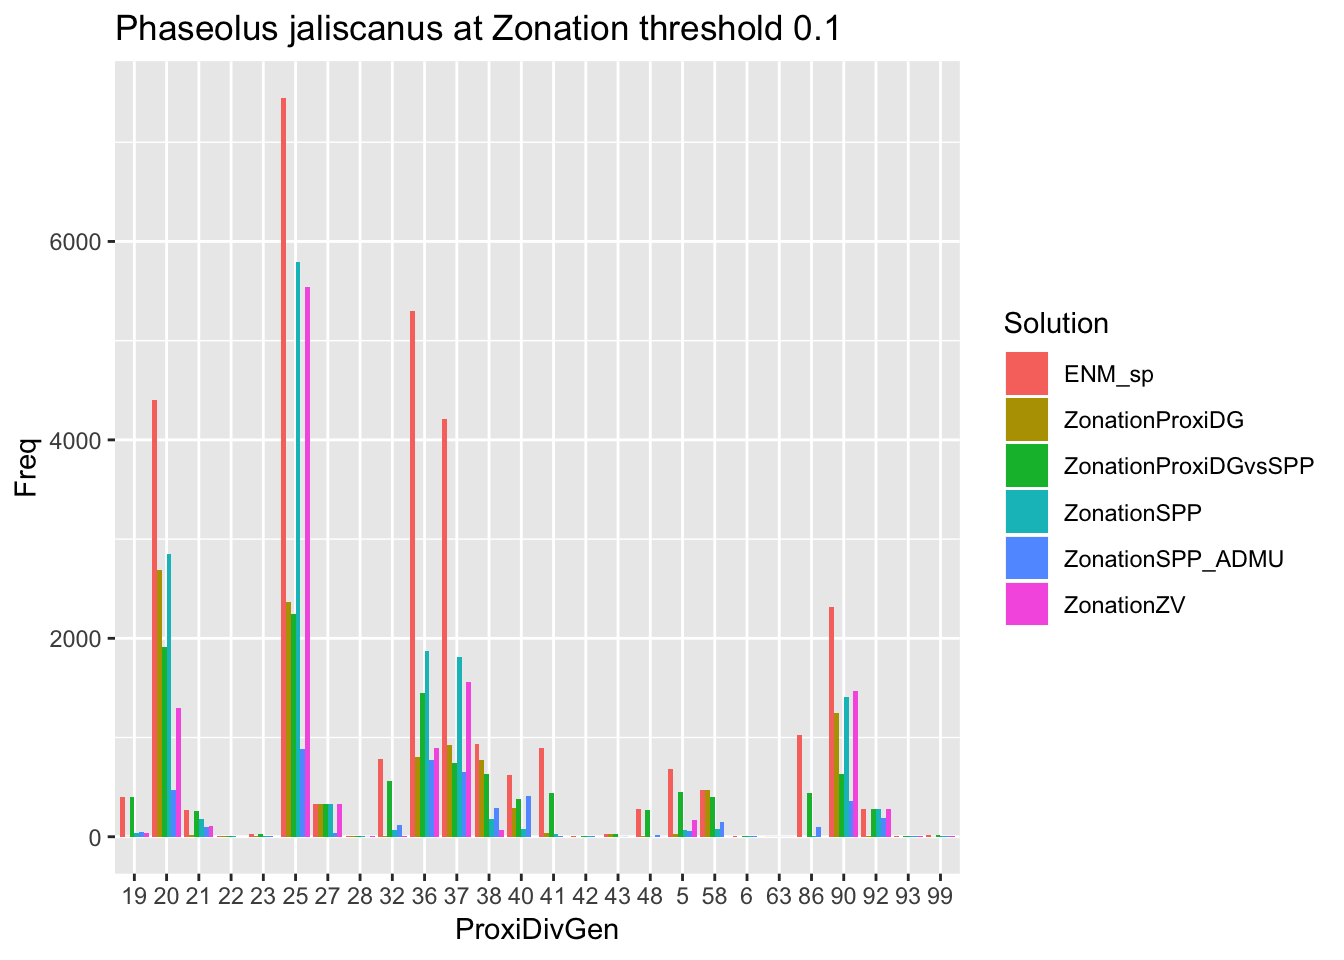 Phaseolus jaliscanus at Zonation threshold 0.1
Freq
6000
4000
2000
0
19 20 21 22 23 25 27 28 32 36 37 38 40 41 42 43 48 5 58 6 63 86 90 92 93 99
ProxiDivGen
Solution
ENM_sp
ZonationProxiDG
ZonationProxiDGvsSPP
ZonationSPP
ZonationSPP_ADMU
ZonationZV